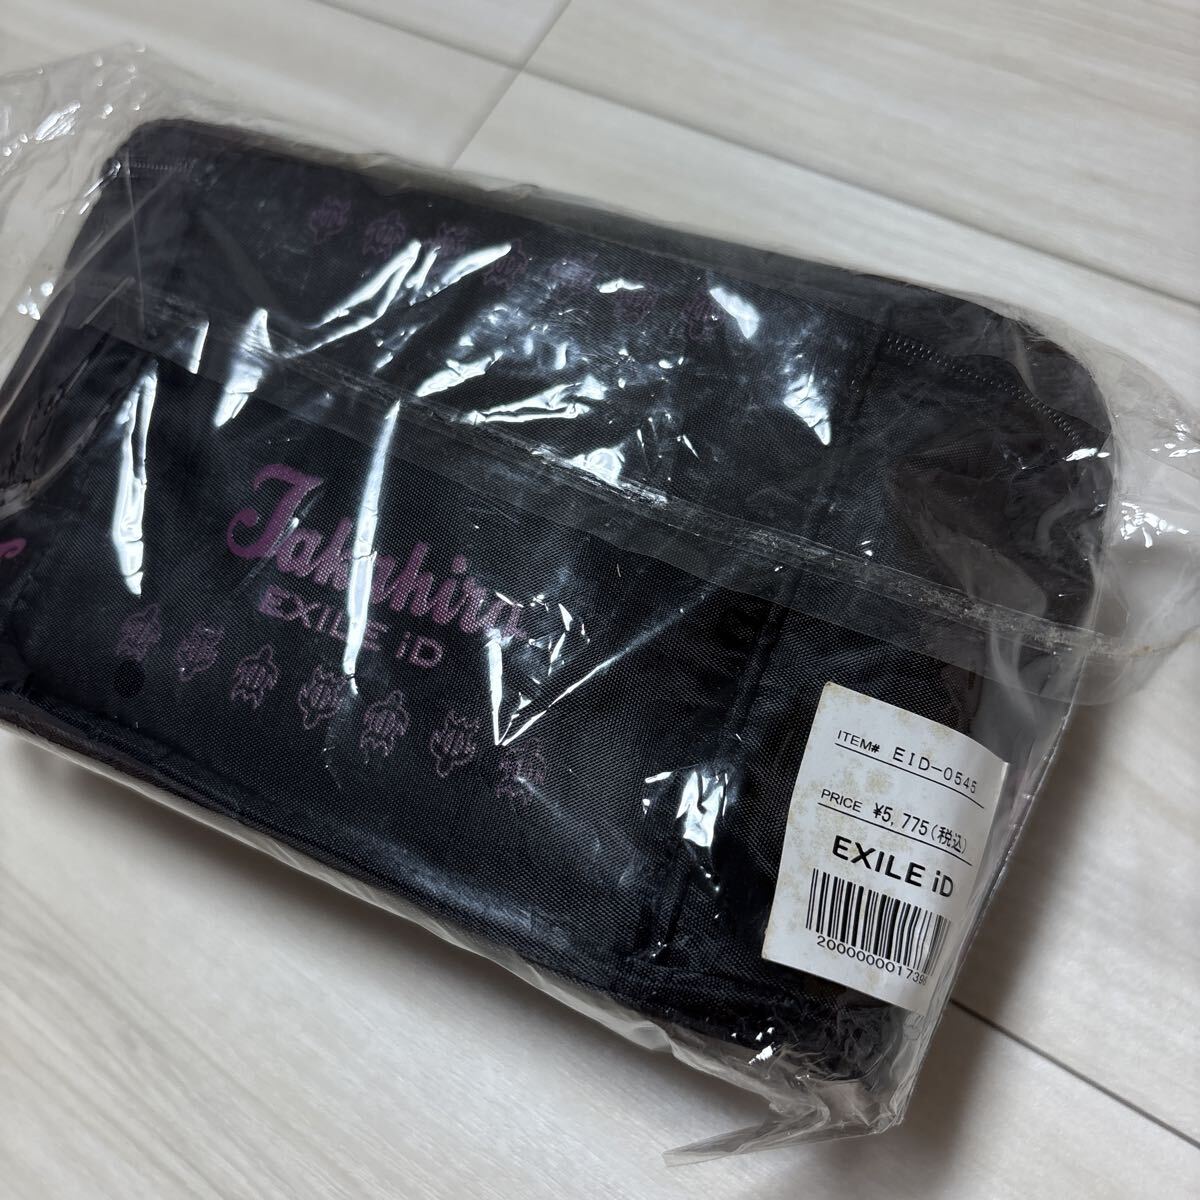 Takahiro
EXILE iD
ITEM# EID-0545
PRICE ¥5,775(税込)
EXILE iD